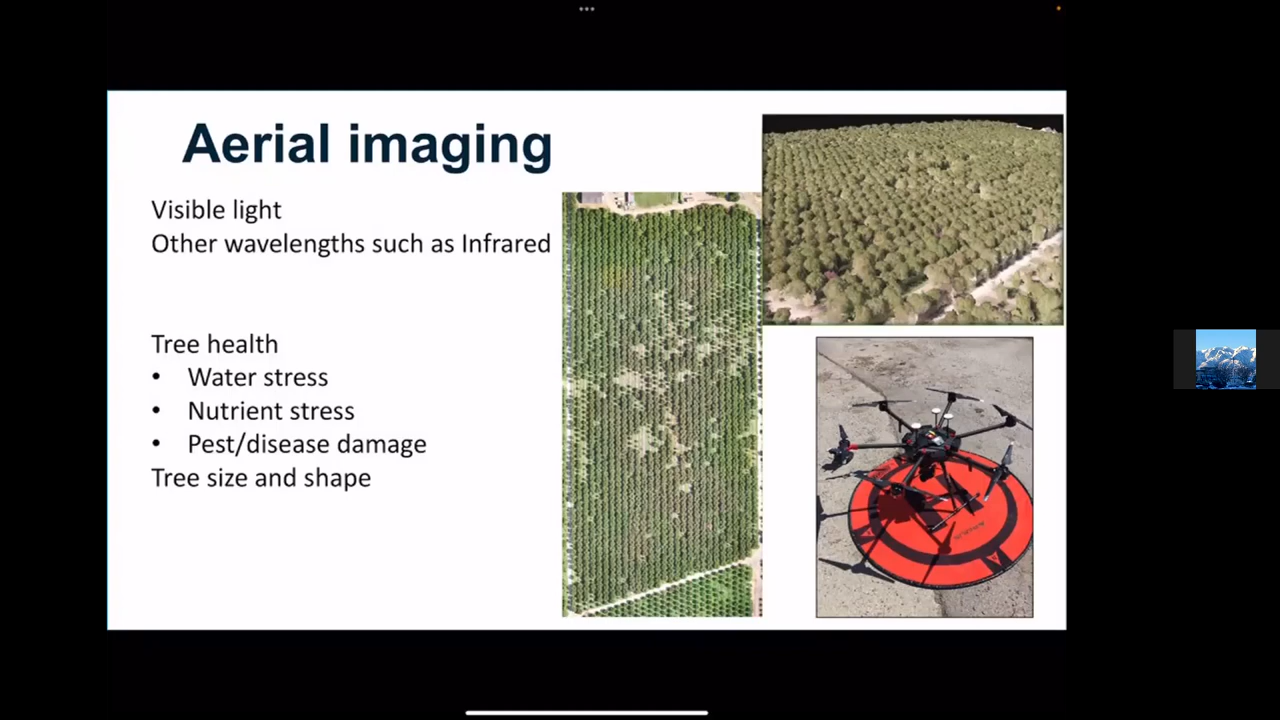 Aerial imaging
Visible light
Other wavelengths such as Infrared
Tree health
• Water stress
• Nutrient stress
• Pest/disease damage
Tree size and shape